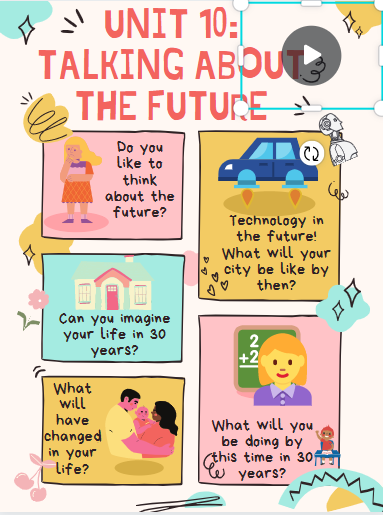 UNIT 10:
TALKING ABOUT
THE FUTURE
Do you
like to
think
about the
future?
Technology in
the future!
What will your
city be like by
then?
Can you imagine
your life in 30
years?
2
+2
What
will
have
changed
in your
life?
What will you
be doing by
this time in 30
years?